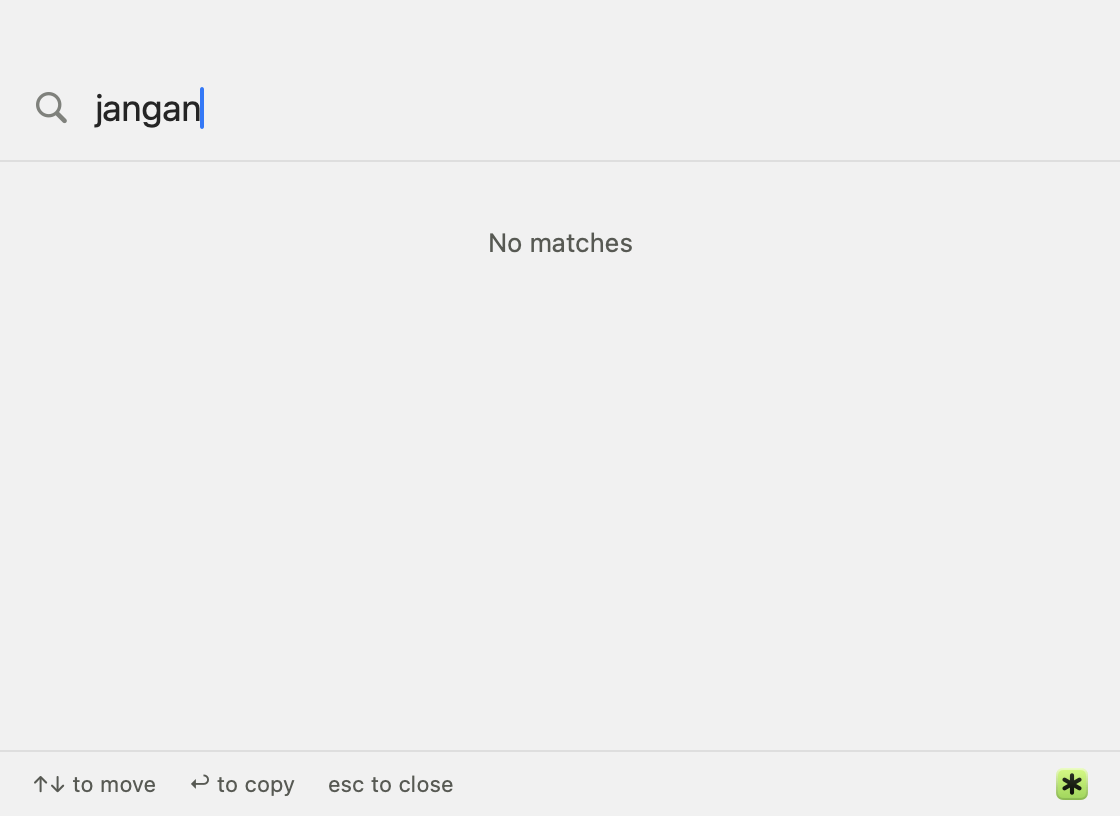 jangan
No matches
↑↓ to move ↩ to copy esc to close